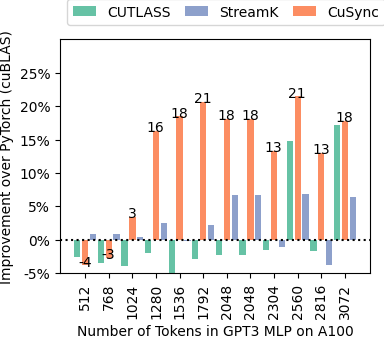 CUTLASS StreamK CuSync
Improvement over PyTorch (cuBLAS)
25%
20%
15%
10%
5%
0%
-5%
-4 -3 3 16 18 21 18 18 13 21 13 18
512 768 1024 1280 1536 1792 2048 2048 2304 2560 2816 3072
Number of Tokens in GPT3 MLP on A100